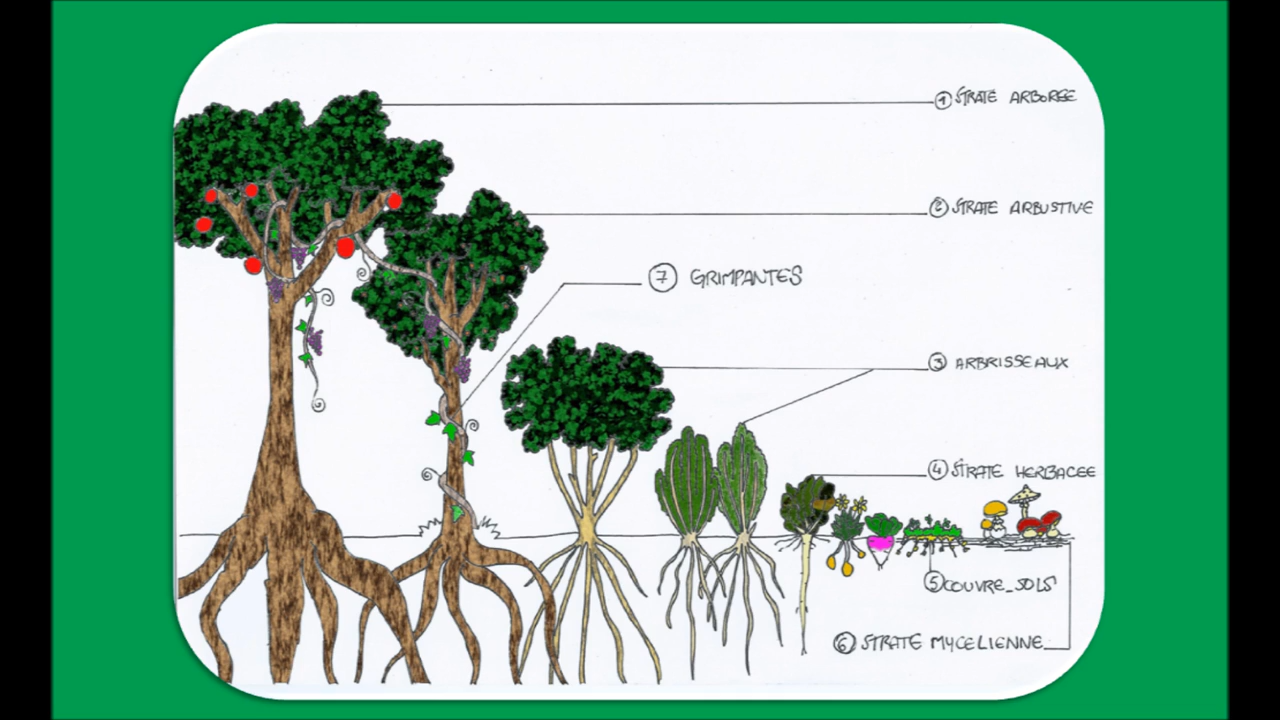 1 STRATE ARBOREE
2 STRATE ARBUSTIVE
7 GRIMPANTES
3 ARBRISSEAUX
4 STRATE HERBACEE
5 COUVRE_SOLS
6 STRATE MYCELIENNE